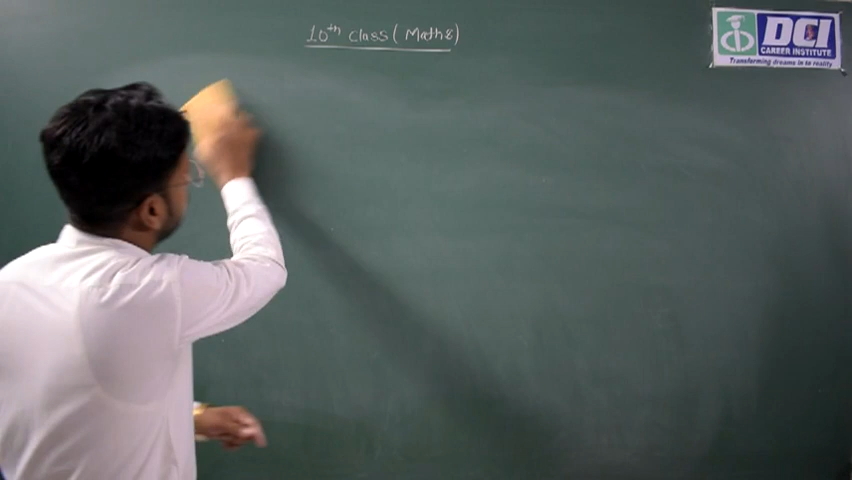 10th class (Maths)
DCI
CAREER INSTITUTE
Transforming dreams in to reality